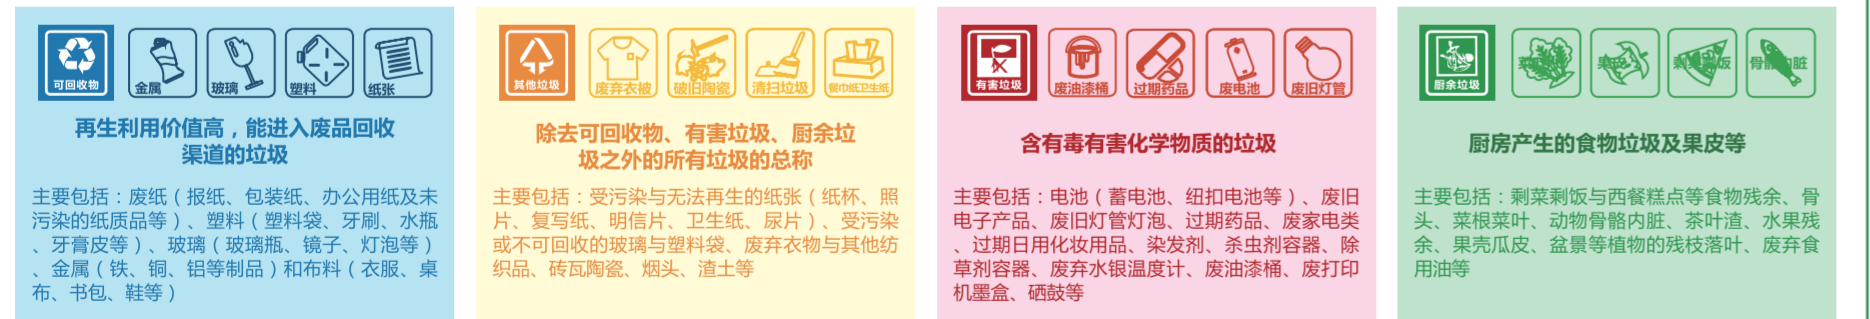 可回收物
金属
玻璃
塑料
纸张
再生利用价值高，能进入废品回收
渠道的垃圾
主要包括：废纸（报纸、包装纸、办公用纸及未
污染的纸质品等）、塑料（塑料袋、牙刷、水瓶
、牙膏皮等）、玻璃（玻璃瓶、镜子、灯泡等）
、金属（铁、铜、铝等制品）和布料（衣服、桌
布、书包、鞋等）
其他垃圾
废弃衣被
破旧陶瓷
清扫垃圾
餐巾纸卫生纸
除去可回收物、有害垃圾、厨余垃
圾之外的所有垃圾的总称
主要包括：受污染与无法再生的纸张（纸杯、照
片、复写纸、明信片、卫生纸、尿片）、受污染
或不可回收的玻璃与塑料袋、废弃衣物与其他纺
织品、砖瓦陶瓷、烟头、渣土等
有害垃圾
废油漆桶
过期药品
废电池
废旧灯管
含有毒有害化学物质的垃圾
主要包括：电池（蓄电池、纽扣电池等）、废旧
电子产品、废旧灯管灯泡、过期药品、废家电类
、过期日用化妆用品、染发剂、杀虫剂容器、除
草剂容器、废弃水银温度计、废油漆桶、废打印
机墨盒、硒鼓等
厨余垃圾
剩菜剩饭
骨骼内脏
厨房产生的食物垃圾及果皮等
主要包括：剩菜剩饭与西餐糕点等食物残余、骨
头、菜根菜叶、动物骨骼内脏、茶叶渣、水果残
余、果壳瓜皮、盆景等植物的残枝落叶、废弃食
用油等